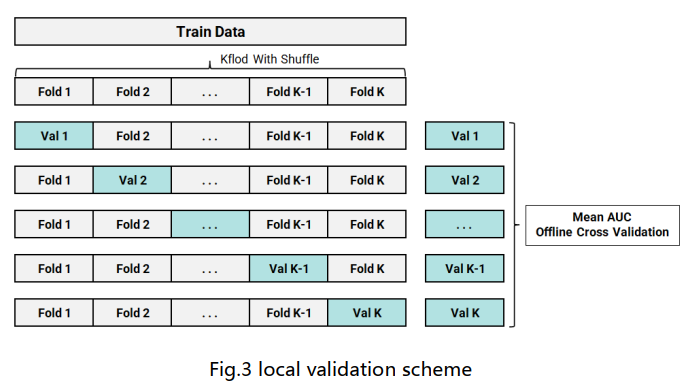 Train Data
Kflod With Shuffle
Fold 1 Fold 2 ... Fold K-1 Fold K
Val 1 Fold 2 ... Fold K-1 Fold K Val 1
Fold 1 Val 2 ... Fold K-1 Fold K Val 2
Fold 1 Fold 2 ... Fold K-1 Fold K ...
Mean AUC
Offline Cross Validation
Fold 1 Fold 2 ... Val K-1 Fold K Val K-1
Fold 1 Fold 2 ... Fold K-1 Val K Val K
Fig.3 local validation scheme